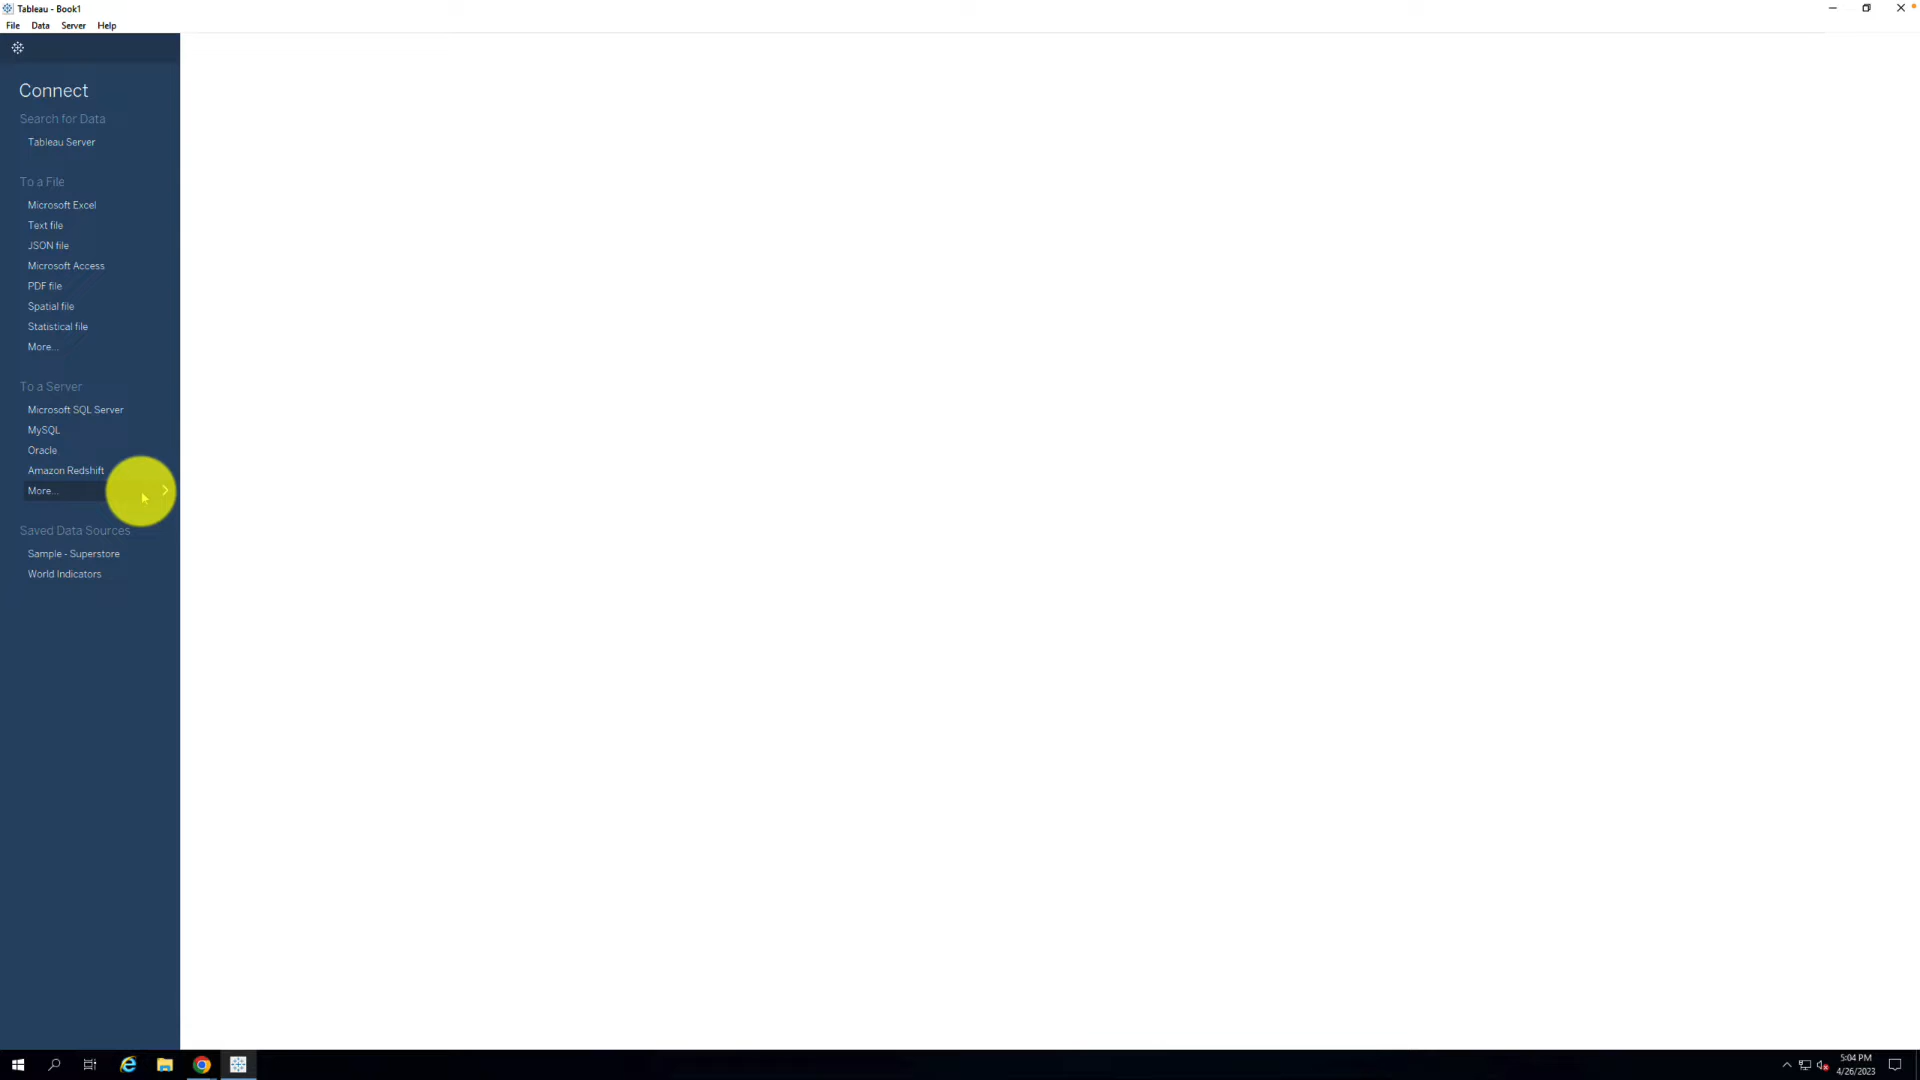 Tableau - Book1
File Data Server Help
Connect
Search for Data
Tableau Server
To a File
Microsoft Excel
Text file
JSON file
Microsoft Access
PDF file
Spatial file
Statistical file
More...
To a Server
Microsoft SQL Server
MySQL
Oracle
Amazon Redshift
More...
Saved Data Sources
Sample - Superstore
World Indicators
5:04 PM
4/26/2023